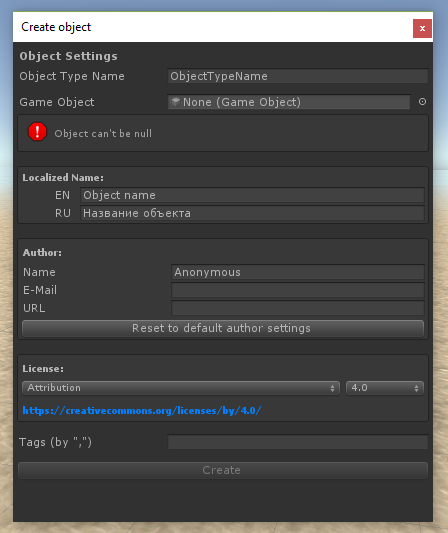 Create object
x
Object Settings
Object Type Name ObjectTypeName
Game Object None (Game Object)
Object can't be null
Localized Name:
EN Object name
RU Название объекта
Author:
Name Anonymous
E-Mail
URL
Reset to default author settings
License:
Attribution 4.0
https://creativecommons.org/licenses/by/4.0/
Tags (by ",")
Create